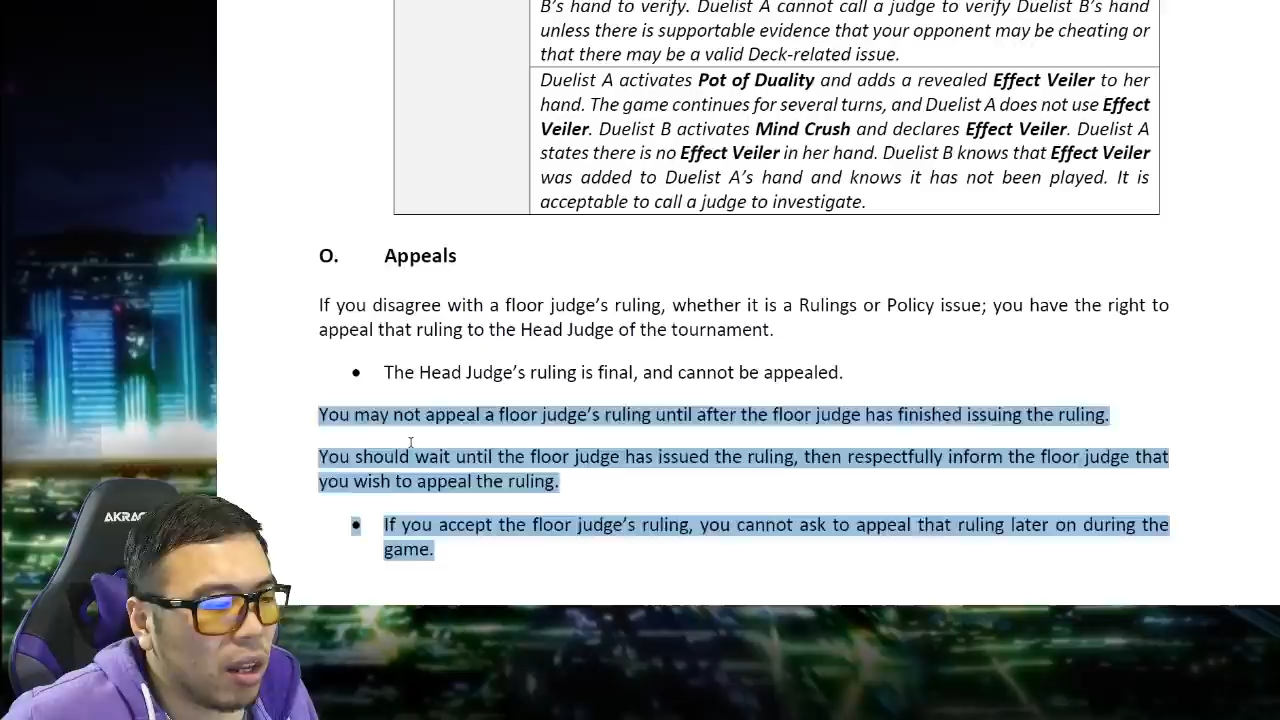 B’s hand to verify. Duelist A cannot call a judge to verify Duelist B’s hand
unless there is supportable evidence that your opponent may be cheating or
that there may be a valid Deck-related issue.
Duelist A activates Pot of Duality and adds a revealed Effect Veiler to her
hand. The game continues for several turns, and Duelist A does not use Effect
Veiler. Duelist B activates Mind Crush and declares Effect Veiler. Duelist A
states there is no Effect Veiler in her hand. Duelist B knows that Effect Veiler
was added to Duelist A’s hand and knows it has not been played. It is
acceptable to call a judge to investigate.
O. Appeals
If you disagree with a floor judge’s ruling, whether it is a Rulings or Policy issue; you have the right to
appeal that ruling to the Head Judge of the tournament.
• The Head Judge’s ruling is final, and cannot be appealed.
You may not appeal a floor judge’s ruling until after the floor judge has finished issuing the ruling.
You should wait until the floor judge has issued the ruling, then respectfully inform the floor judge that
you wish to appeal the ruling.
• If you accept the floor judge’s ruling, you cannot ask to appeal that ruling later on during the
game.